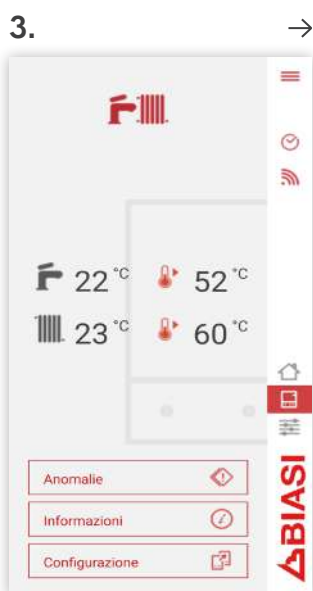 3.
22 °C 52 °C
23 °C 60 °C
Anomalie
Informazioni
Configurazione
BIASI